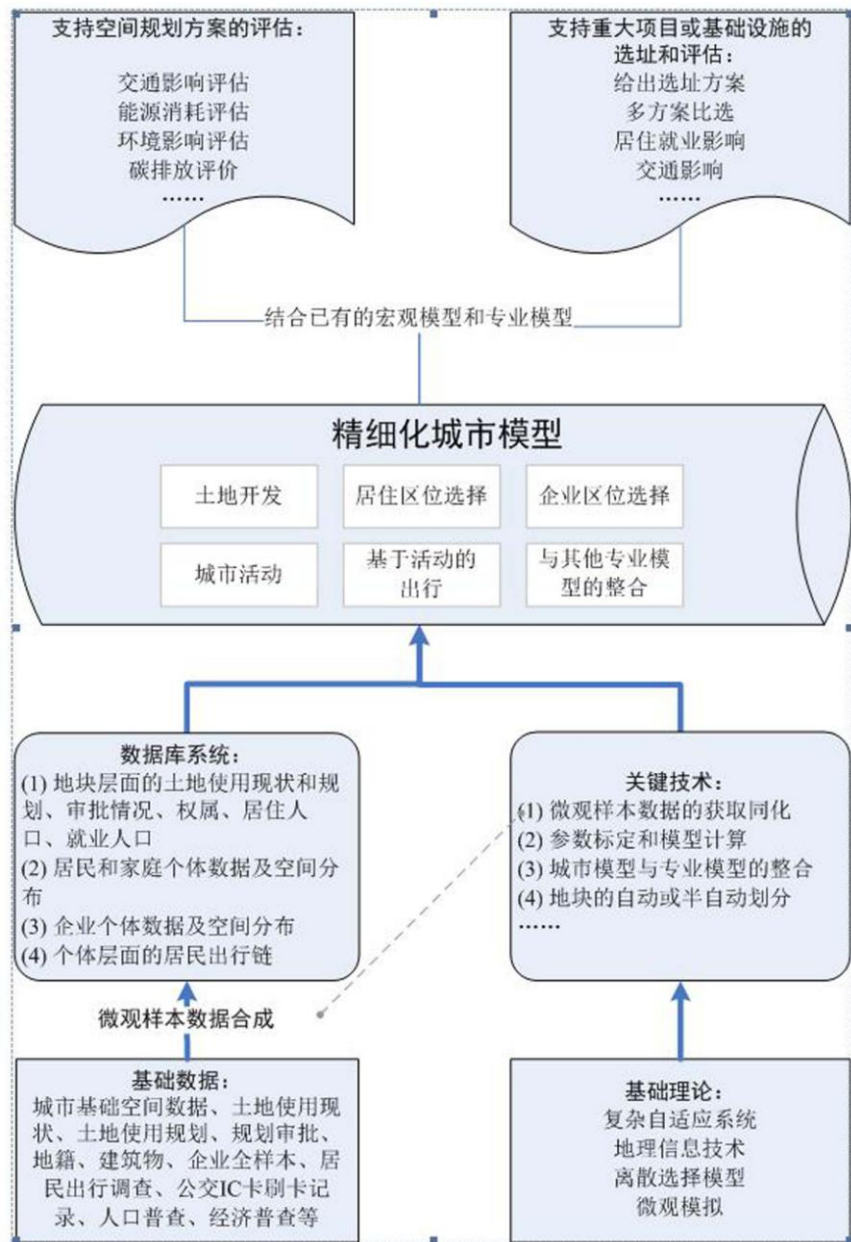 支持空间规划方案的评估：
交通影响评估
能源消耗评估
环境影响评估
碳排放评价
……
支持重大项目或基础设施的
选址和评估：
给出选址方案
多方案比选
居住就业影响
交通影响
……
结合已有的宏观模型和专业模型
精细化城市模型
土地开发
居住区位选择
企业区位选择
城市活动
基于活动的
出行
与其他专业模
型的整合
数据库系统：
(1) 地块层面的土地使用现状和规
划、审批情况、权属、居住人
口、就业人口
(2) 居民和家庭个体数据及空间分
布
(3) 企业个体数据及空间分布
(4) 个体层面的居民出行链
关键技术：
(1) 微观样本数据的获取同化
(2) 参数标定和模型计算
(3) 城市模型与专业模型的整合
(4) 地块的自动或半自动划分
……
微观样本数据合成
基础数据：
城市基础空间数据、土地使用现
状、土地使用规划、规划审批、
地籍、建筑物、企业全样本、居
民出行调查、公交IC卡刷卡记
录、人口普查、经济普查等
基础理论：
复杂自适应系统
地理信息技术
离散选择模型
微观模拟